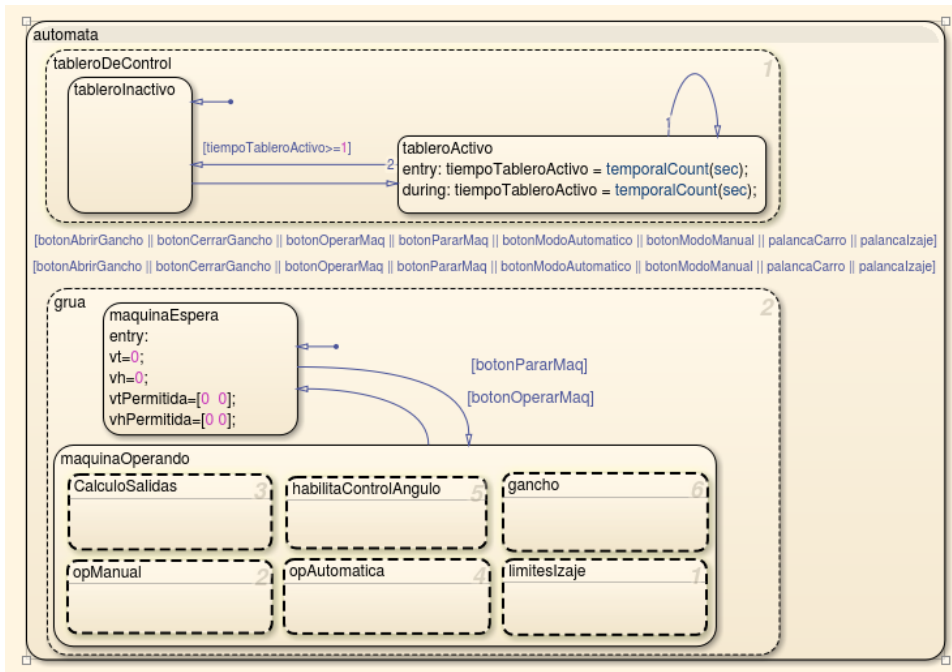 automata
tableroDeControl
1
tableroInactivo
1
[tiempoTableroActivo>=1]
2
tableroActivo
entry: tiempoTableroActivo = temporalCount(sec);
during: tiempoTableroActivo = temporalCount(sec);
[botonAbrirGancho || botonCerrarGancho || botonOperarMaq || botonPararMaq || botonModoAutomatico || botonModoManual || palancaCarro || palancaIzaje]
[botonAbrirGancho || botonCerrarGancho || botonOperarMaq || botonPararMaq || botonModoAutomatico || botonModoManual || palancaCarro || palancaIzaje]
grua
2
maquinaEspera
entry:
vt=0;
vh=0;
vtPermitida=[0 0];
vhPermitida=[0 0];
[botonPararMaq]
[botonOperarMaq]
maquinaOperando
CalculoSalidas
3
habilitaControlAngulo
5
gancho
6
opManual
2
opAutomatica
4
limitesIzaje
1